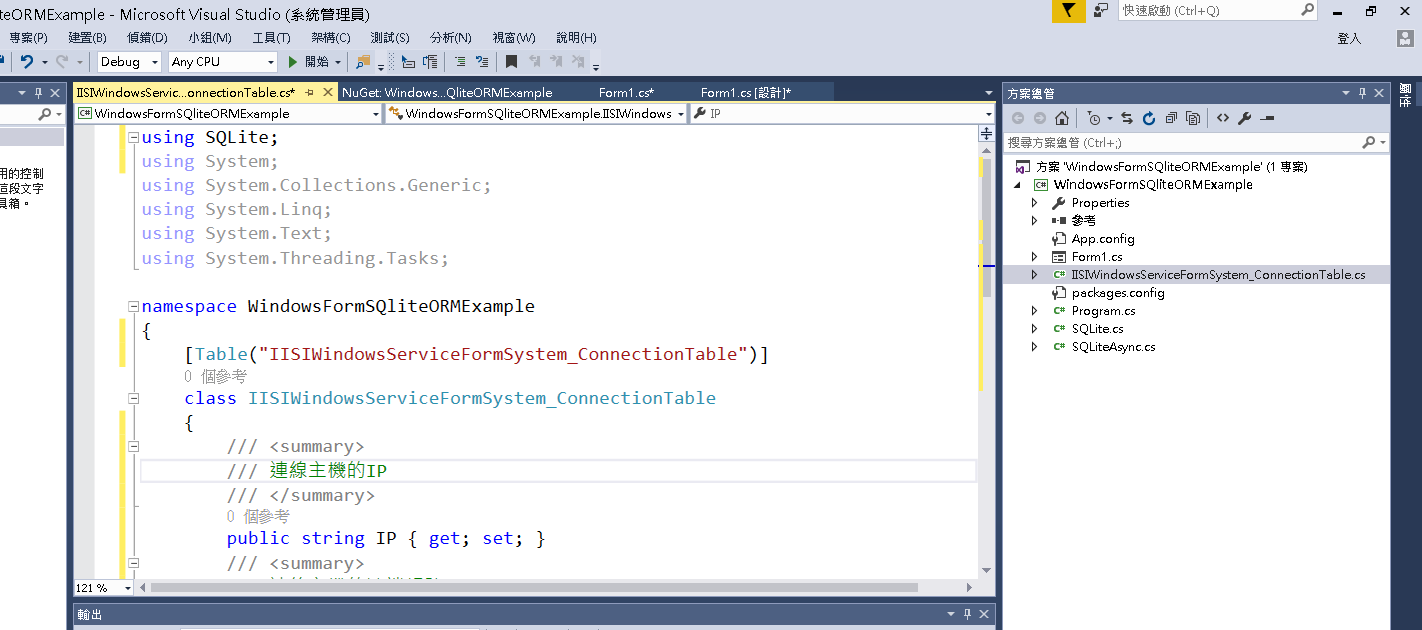 teORMExample - Microsoft Visual Studio (系統管理員)
快速啟動 (Ctrl+Q)
專案(P) 建置(B) 偵錯(D) 小組(M) 工具(T) 架構(C) 測試(S) 分析(N) 視窗(W) 說明(H)
登入
Debug Any CPU 開始
IISIWindowsServic...onnectionTable.cs* NuGet: Windows...QliteORMExample Form1.cs* Form1.cs [設計]*
WindowsFormSQliteORMExample WindowsFormSQliteORMExample.IISIWindows IP
用的控制
這段文字
具箱。
using SQLite;
using System;
using System.Collections.Generic;
using System.Linq;
using System.Text;
using System.Threading.Tasks;
namespace WindowsFormSQliteORMExample
{
[Table("IISIWindowsServiceFormSystem_ConnectionTable")]
0 個參考
class IISIWindowsServiceFormSystem_ConnectionTable
{
/// <summary>
/// 連線主機的IP
/// </summary>
0 個參考
public string IP { get; set; }
/// <summary>
121 %
輸出
方案總管
搜尋方案總管 (Ctrl+;)
方案 'WindowsFormSQliteORMExample' (1 專案)
C# WindowsFormSQliteORMExample
Properties
參考
App.config
Form1.cs
C# IISIWindowsServiceFormSystem_ConnectionTable.cs
packages.config
C# Program.cs
C# SQLite.cs
C# SQLiteAsync.cs